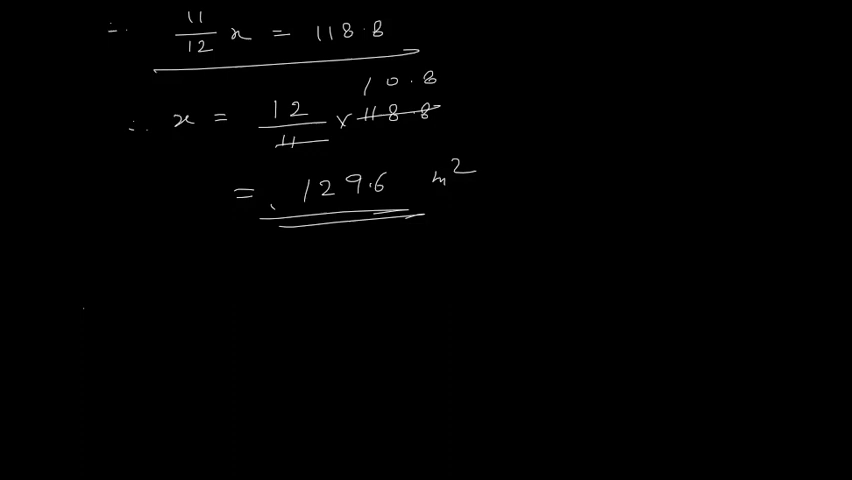 ∴ 11/12 x = 118.8
10.8
∴ x = 12/11 × 118.8
= 129.6 m²